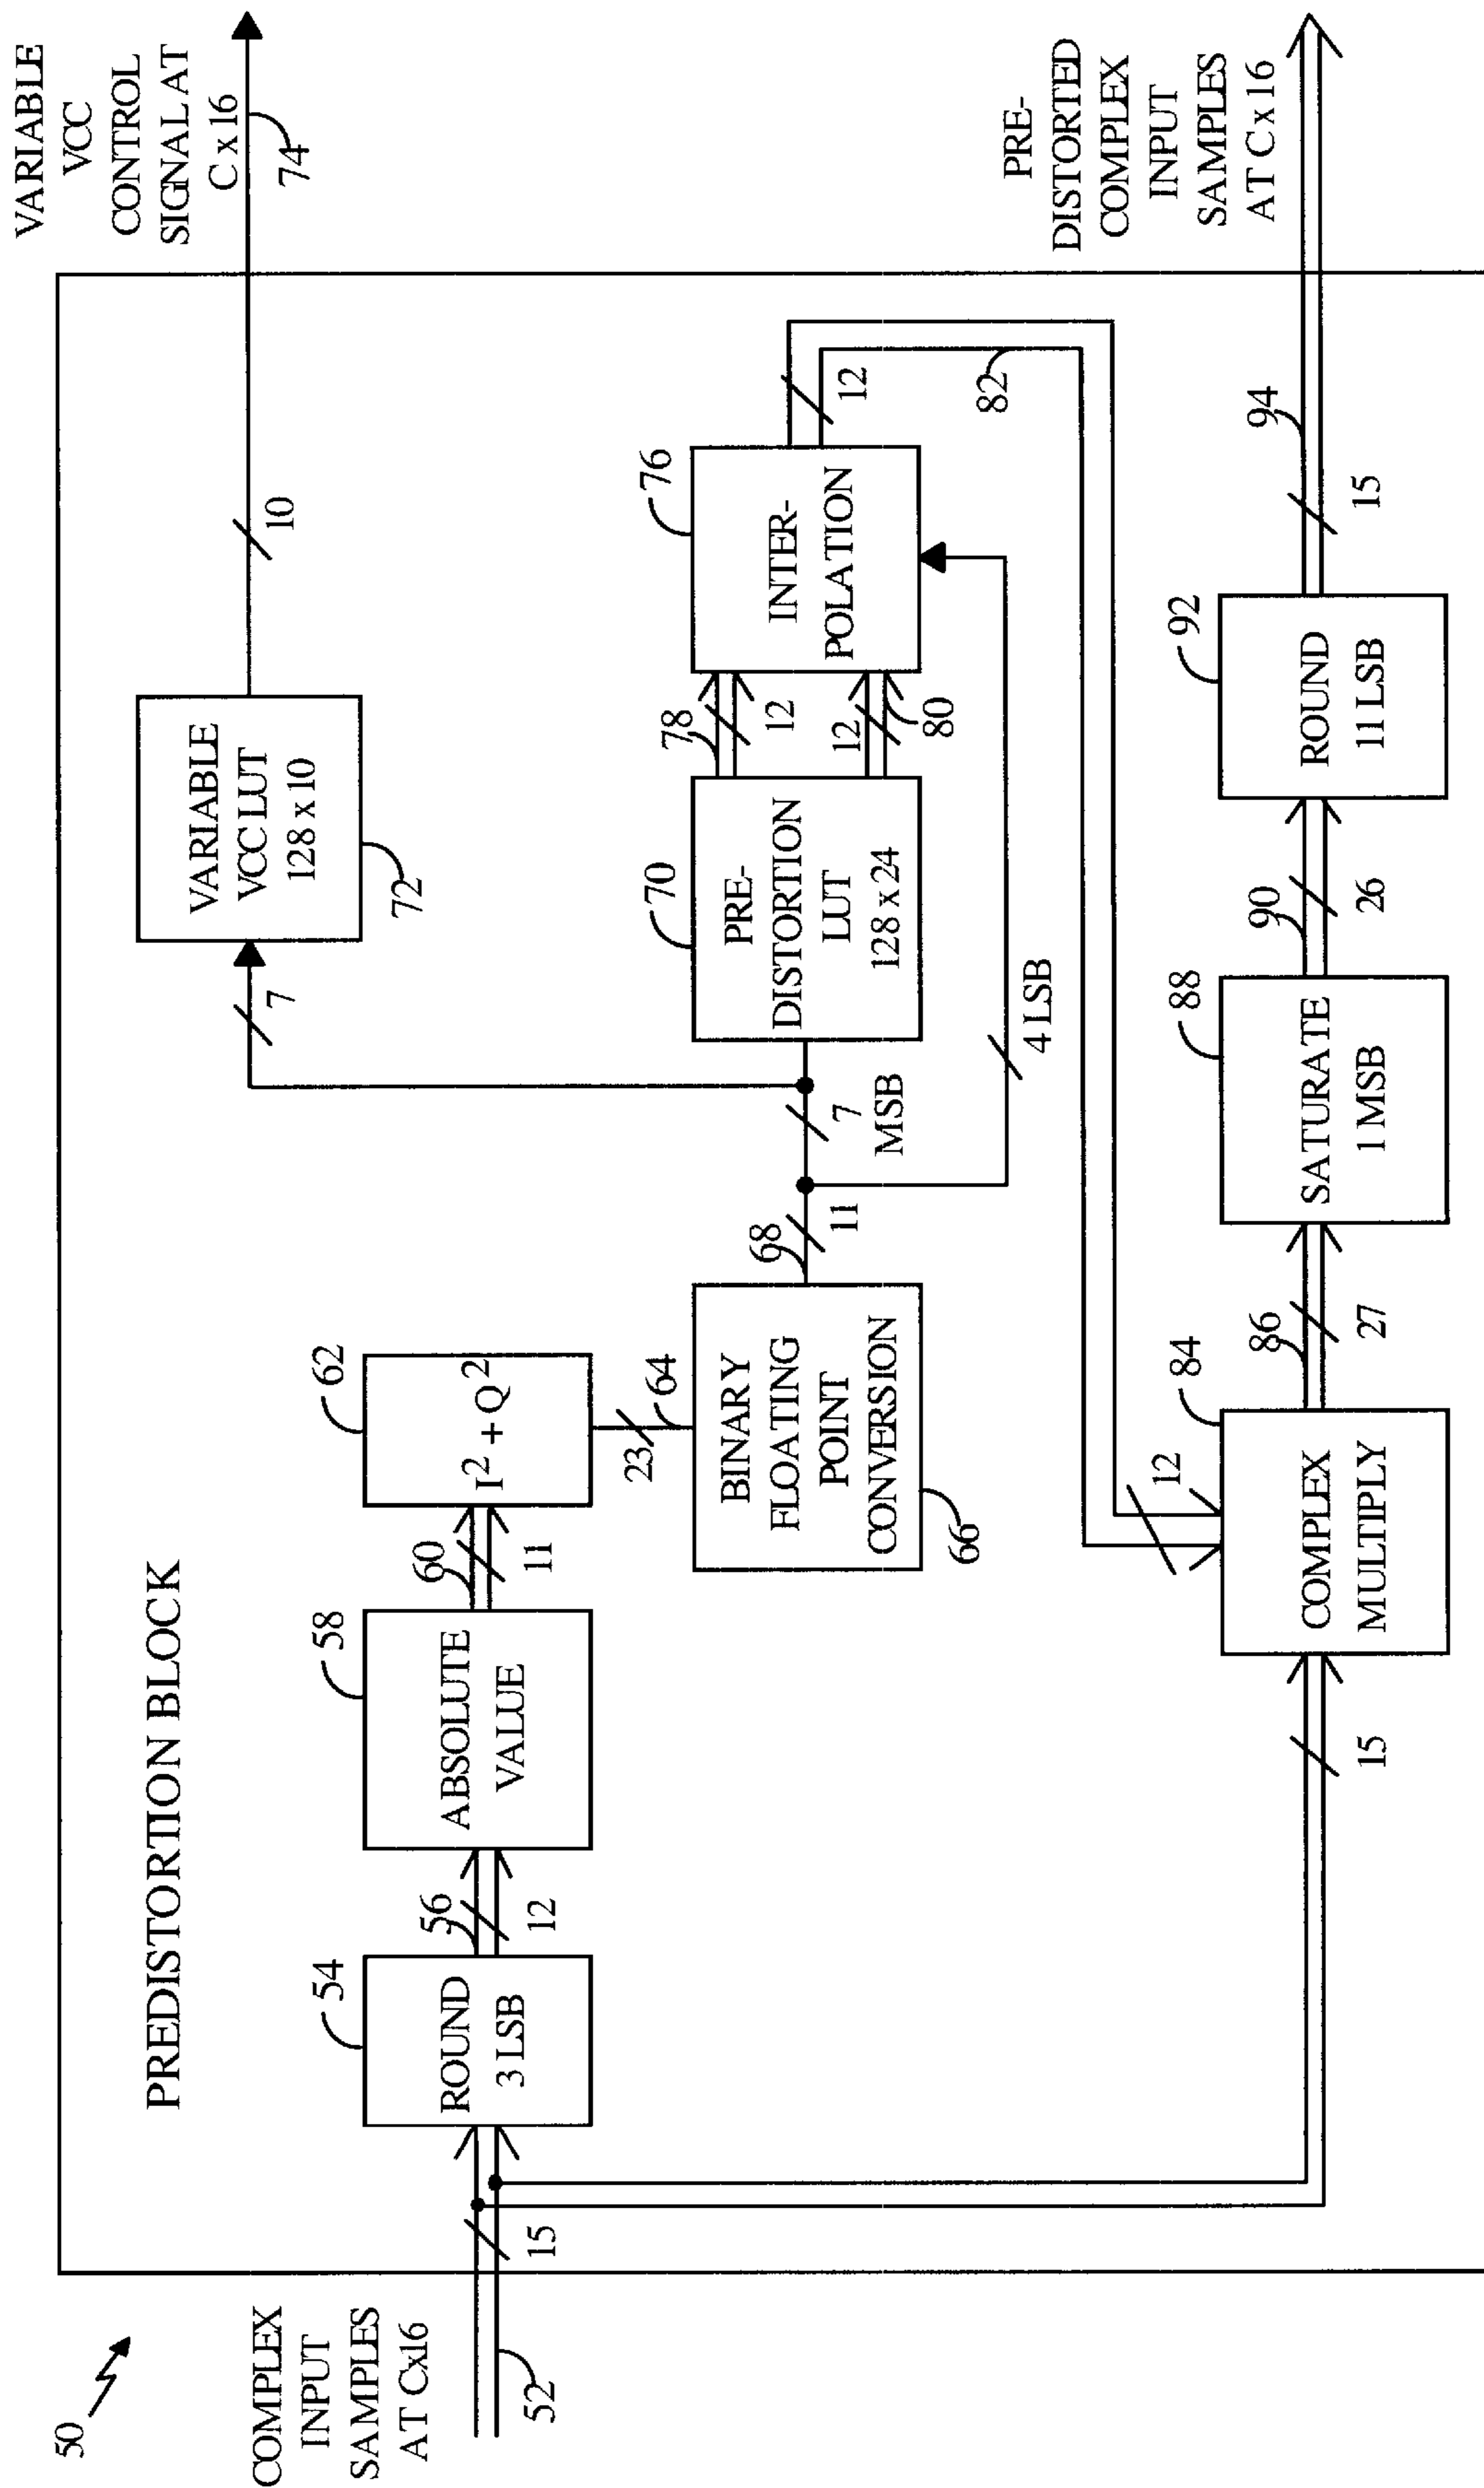 50
PREDISTORTION BLOCK
COMPLEX
INPUT
SAMPLES
AT Cx16
52
15
54
ROUND
3 LSB
56
12
58
ABSOLUTE
VALUE
60
11
62
I² + Q²
23
64
BINARY
FLOATING
POINT
CONVERSION
66
68
11
7
MSB
4 LSB
7
VARIABLE
VCC LUT
128 x 10
72
10
VARIABLE
VCC
CONTROL
SIGNAL AT
C x 16
74
70
PRE-
DISTORTION
LUT
128 x 24
78
12
12
80
76
INTER-
POLATION
12
82
15
12
84
COMPLEX
MULTIPLY
86
27
88
SATURATE
1 MSB
90
26
92
ROUND
11 LSB
94
15
PRE-
DISTORTED
COMPLEX
INPUT
SAMPLES
AT C x 16